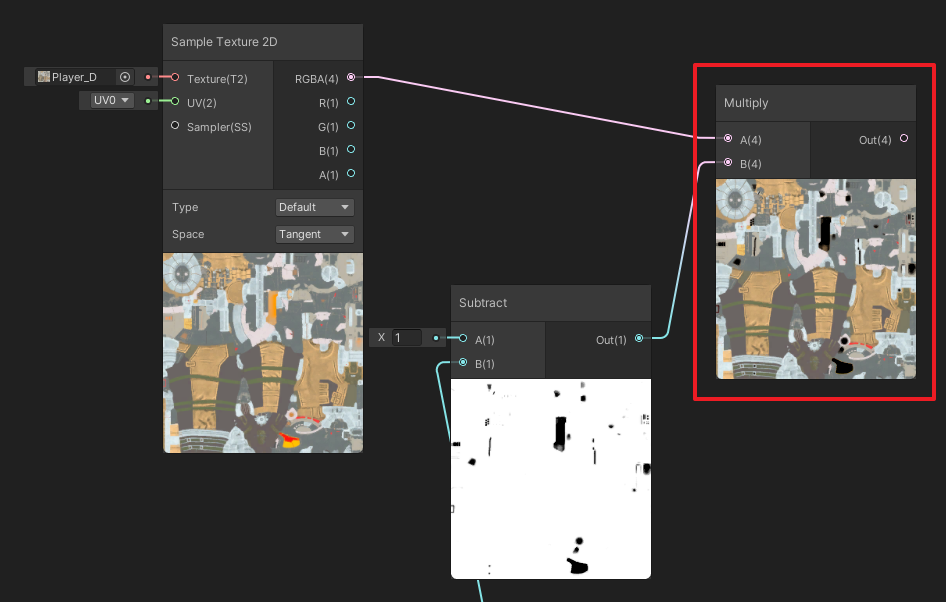 Sample Texture 2D
Player_D
Texture(T2)
RGBA(4)
UV0
UV(2)
R(1)
Sampler(SS)
G(1)
B(1)
A(1)
Type
Default
Space
Tangent
Multiply
A(4)
Out(4)
B(4)
Subtract
X 1
A(1)
Out(1)
B(1)